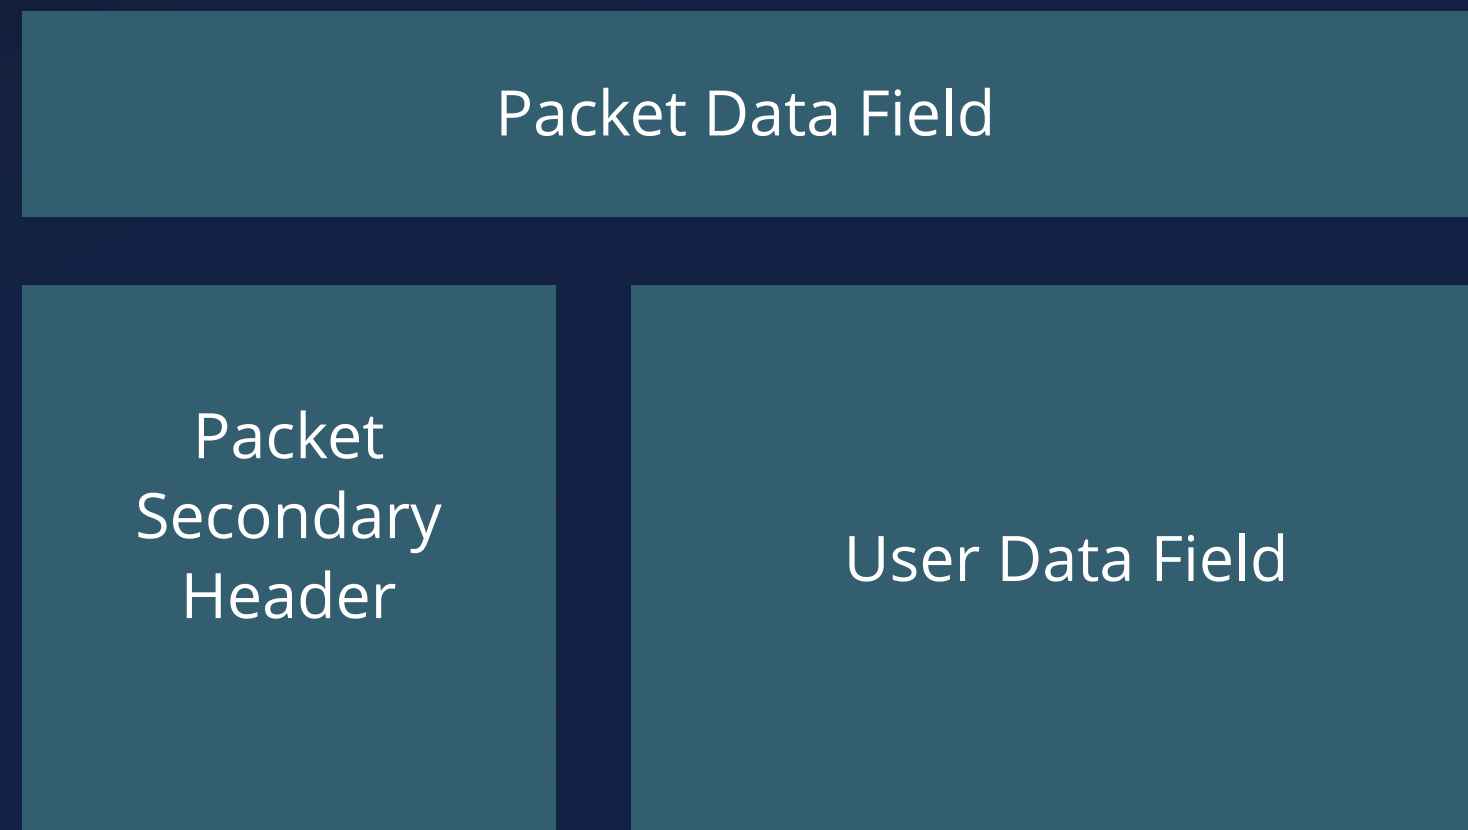 Packet Data Field
Packet
Secondary
Header
User Data Field